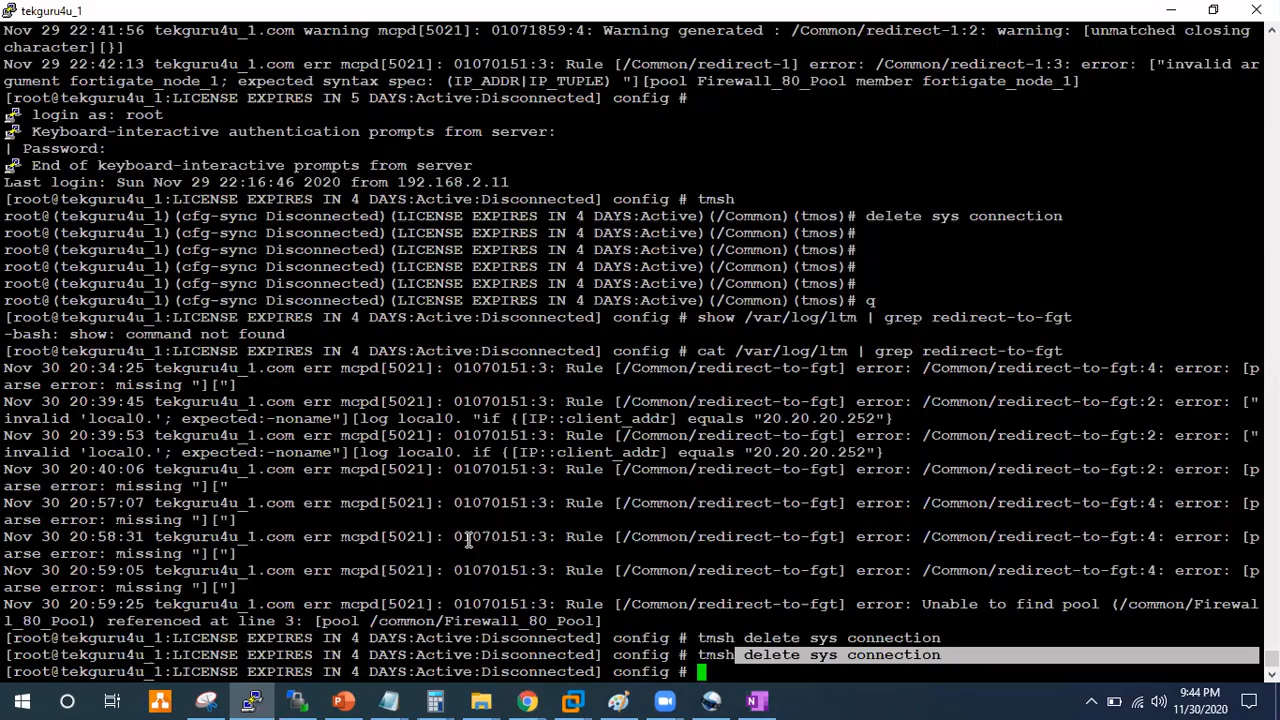 tekguru4u_1
Nov 29 22:41:56 tekguru4u_1.com warning mcpd[5021]: 01071859:4: Warning generated : /Common/redirect-1:2: warning: [unmatched closing
character][}]
Nov 29 22:42:13 tekguru4u_1.com err mcpd[5021]: 01070151:3: Rule [/Common/redirect-1] error: /Common/redirect-1:3: error: ["invalid ar
gument fortigate_node_1; expected syntax spec: (IP_ADDR|IP_TUPLE) "][pool Firewall_80_Pool member fortigate_node_1]
[root@tekguru4u_1:LICENSE EXPIRES IN 5 DAYS:Active:Disconnected] config #
login as: root
Keyboard-interactive authentication prompts from server:
| Password:
End of keyboard-interactive prompts from server
Last login: Sun Nov 29 22:16:46 2020 from 192.168.2.11
[root@tekguru4u_1:LICENSE EXPIRES IN 4 DAYS:Active:Disconnected] config # tmsh
root@(tekguru4u_1)(cfg-sync Disconnected)(LICENSE EXPIRES IN 4 DAYS:Active)(/Common)(tmos)# delete sys connection
root@(tekguru4u_1)(cfg-sync Disconnected)(LICENSE EXPIRES IN 4 DAYS:Active)(/Common)(tmos)#
root@(tekguru4u_1)(cfg-sync Disconnected)(LICENSE EXPIRES IN 4 DAYS:Active)(/Common)(tmos)#
root@(tekguru4u_1)(cfg-sync Disconnected)(LICENSE EXPIRES IN 4 DAYS:Active)(/Common)(tmos)#
root@(tekguru4u_1)(cfg-sync Disconnected)(LICENSE EXPIRES IN 4 DAYS:Active)(/Common)(tmos)#
root@(tekguru4u_1)(cfg-sync Disconnected)(LICENSE EXPIRES IN 4 DAYS:Active)(/Common)(tmos)# q
[root@tekguru4u_1:LICENSE EXPIRES IN 4 DAYS:Active:Disconnected] config # show /var/log/ltm | grep redirect-to-fgt
-bash: show: command not found
[root@tekguru4u_1:LICENSE EXPIRES IN 4 DAYS:Active:Disconnected] config # cat /var/log/ltm | grep redirect-to-fgt
Nov 30 20:34:25 tekguru4u_1.com err mcpd[5021]: 01070151:3: Rule [/Common/redirect-to-fgt] error: /Common/redirect-to-fgt:4: error: [p
arse error: missing "]["]
Nov 30 20:39:45 tekguru4u_1.com err mcpd[5021]: 01070151:3: Rule [/Common/redirect-to-fgt] error: /Common/redirect-to-fgt:2: error: ["
invalid 'local0.'; expected:-noname"][log local0. "if {[IP::client_addr] equals "20.20.20.252"}
Nov 30 20:39:53 tekguru4u_1.com err mcpd[5021]: 01070151:3: Rule [/Common/redirect-to-fgt] error: /Common/redirect-to-fgt:2: error: ["
invalid 'local0.'; expected:-noname"][log local0. if {[IP::client_addr] equals "20.20.20.252"}
Nov 30 20:40:06 tekguru4u_1.com err mcpd[5021]: 01070151:3: Rule [/Common/redirect-to-fgt] error: /Common/redirect-to-fgt:2: error: [p
arse error: missing "]["
Nov 30 20:57:07 tekguru4u_1.com err mcpd[5021]: 01070151:3: Rule [/Common/redirect-to-fgt] error: /Common/redirect-to-fgt:4: error: [p
arse error: missing "]["]
Nov 30 20:58:31 tekguru4u_1.com err mcpd[5021]: 01070151:3: Rule [/Common/redirect-to-fgt] error: /Common/redirect-to-fgt:4: error: [p
arse error: missing "]["]
Nov 30 20:59:05 tekguru4u_1.com err mcpd[5021]: 01070151:3: Rule [/Common/redirect-to-fgt] error: /Common/redirect-to-fgt:4: error: [p
arse error: missing "]["]
Nov 30 20:59:25 tekguru4u_1.com err mcpd[5021]: 01070151:3: Rule [/Common/redirect-to-fgt] error: Unable to find pool (/common/Firewal
l_80_Pool) referenced at line 3: [pool /common/Firewall_80_Pool]
[root@tekguru4u_1:LICENSE EXPIRES IN 4 DAYS:Active:Disconnected] config # tmsh delete sys connection
[root@tekguru4u_1:LICENSE EXPIRES IN 4 DAYS:Active:Disconnected] config # tmsh delete sys connection
[root@tekguru4u_1:LICENSE EXPIRES IN 4 DAYS:Active:Disconnected] config #
9:44 PM
11/30/2020